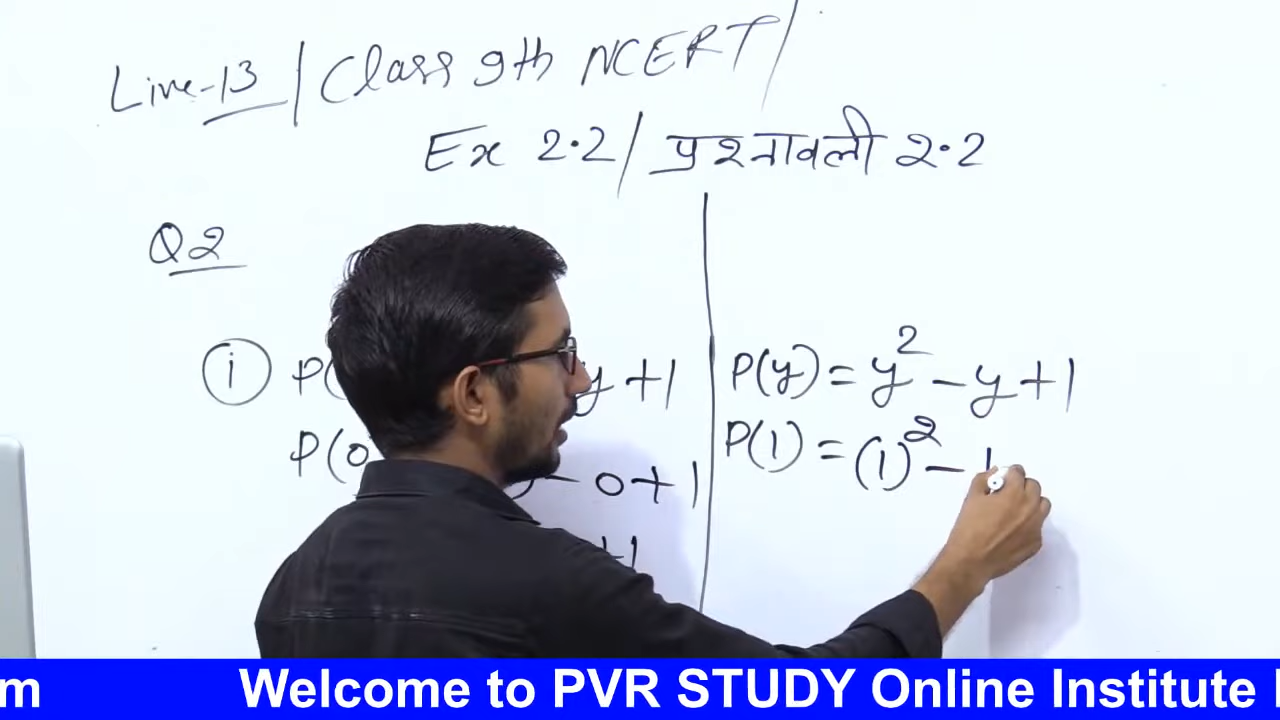 Live-13 / Class 9th NCERT /
Ex 2.2 / प्रश्नावली 2.2
Q2
i P( y + 1
P(0 - 0 + 1
+ 1
P(y) = y² - y + 1
P(1) = (1)² - 1
m Welcome to PVR STUDY Online Institute